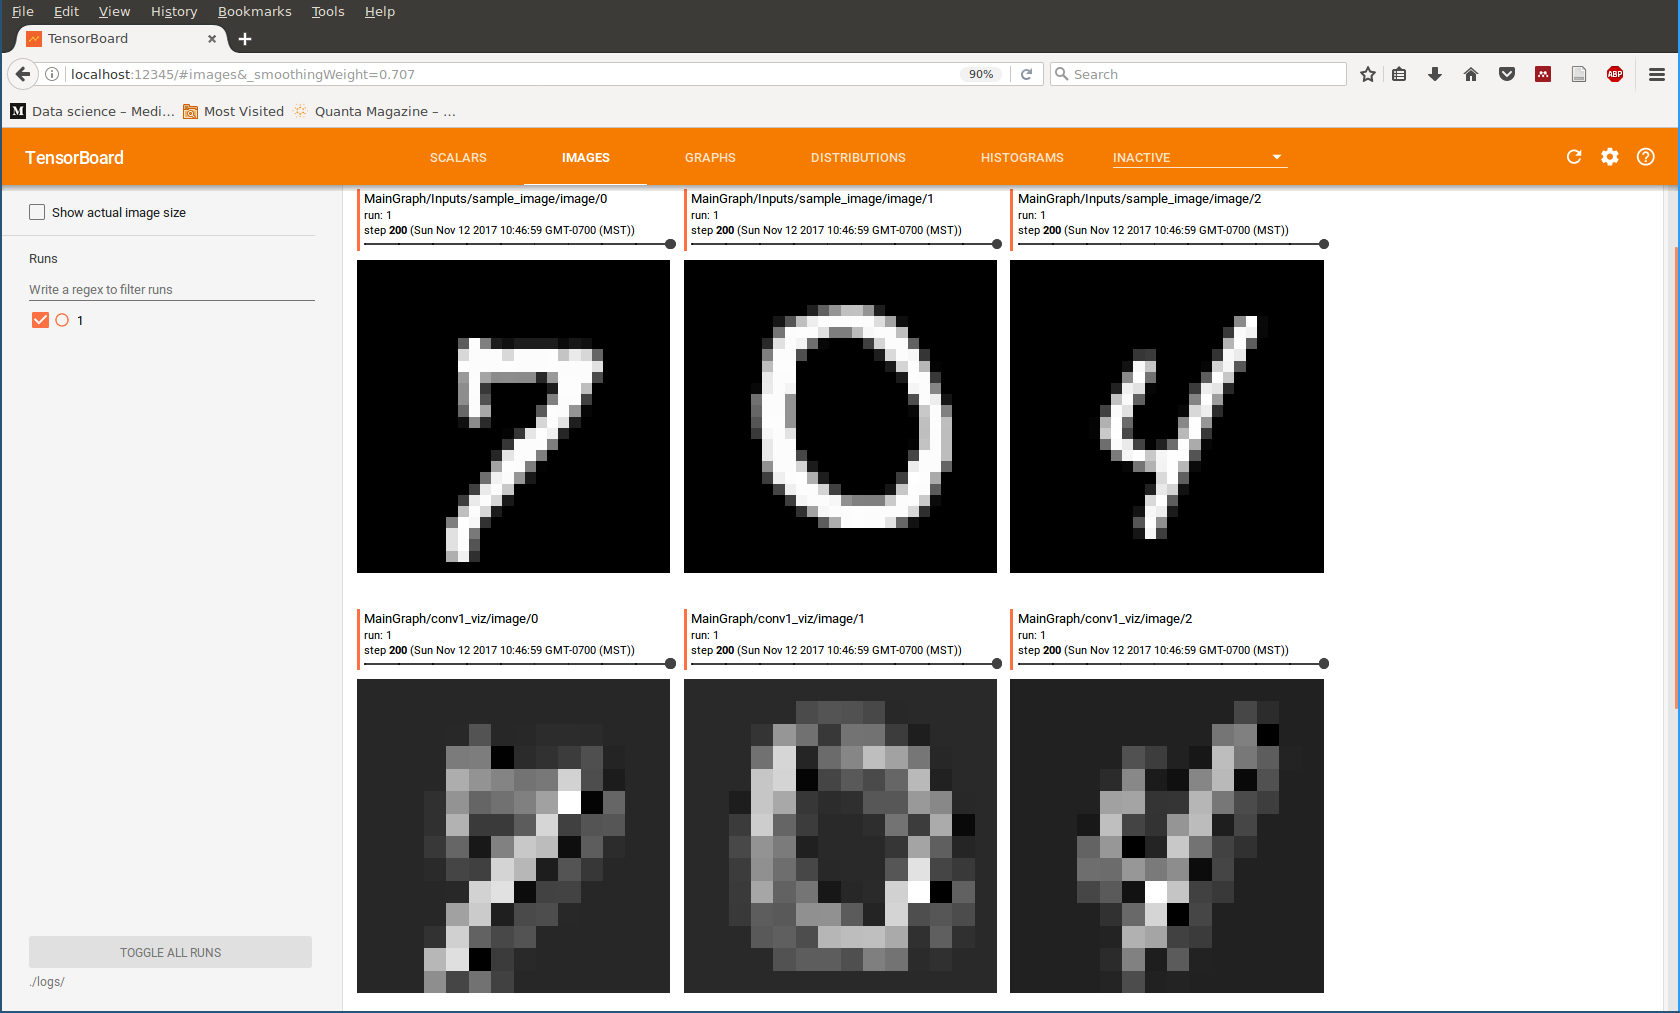 File Edit View History Bookmarks Tools Help
TensorBoard
localhost:12345/#images&_smoothingWeight=0.707 90% Search ABP
M Data science – Medi... Most Visited Quanta Magazine – ...
TensorBoard SCALARS IMAGES GRAPHS DISTRIBUTIONS HISTOGRAMS INACTIVE
Show actual image size
Runs
Write a regex to filter runs
1
TOGGLE ALL RUNS
./logs/
MainGraph/Inputs/sample_image/image/0
run: 1
step 200 (Sun Nov 12 2017 10:46:59 GMT-0700 (MST))
MainGraph/Inputs/sample_image/image/1
run: 1
step 200 (Sun Nov 12 2017 10:46:59 GMT-0700 (MST))
MainGraph/Inputs/sample_image/image/2
run: 1
step 200 (Sun Nov 12 2017 10:46:59 GMT-0700 (MST))
7 0 4
MainGraph/conv1_viz/image/0
run: 1
step 200 (Sun Nov 12 2017 10:46:59 GMT-0700 (MST))
MainGraph/conv1_viz/image/1
run: 1
step 200 (Sun Nov 12 2017 10:46:59 GMT-0700 (MST))
MainGraph/conv1_viz/image/2
run: 1
step 200 (Sun Nov 12 2017 10:46:59 GMT-0700 (MST))
7 0 4